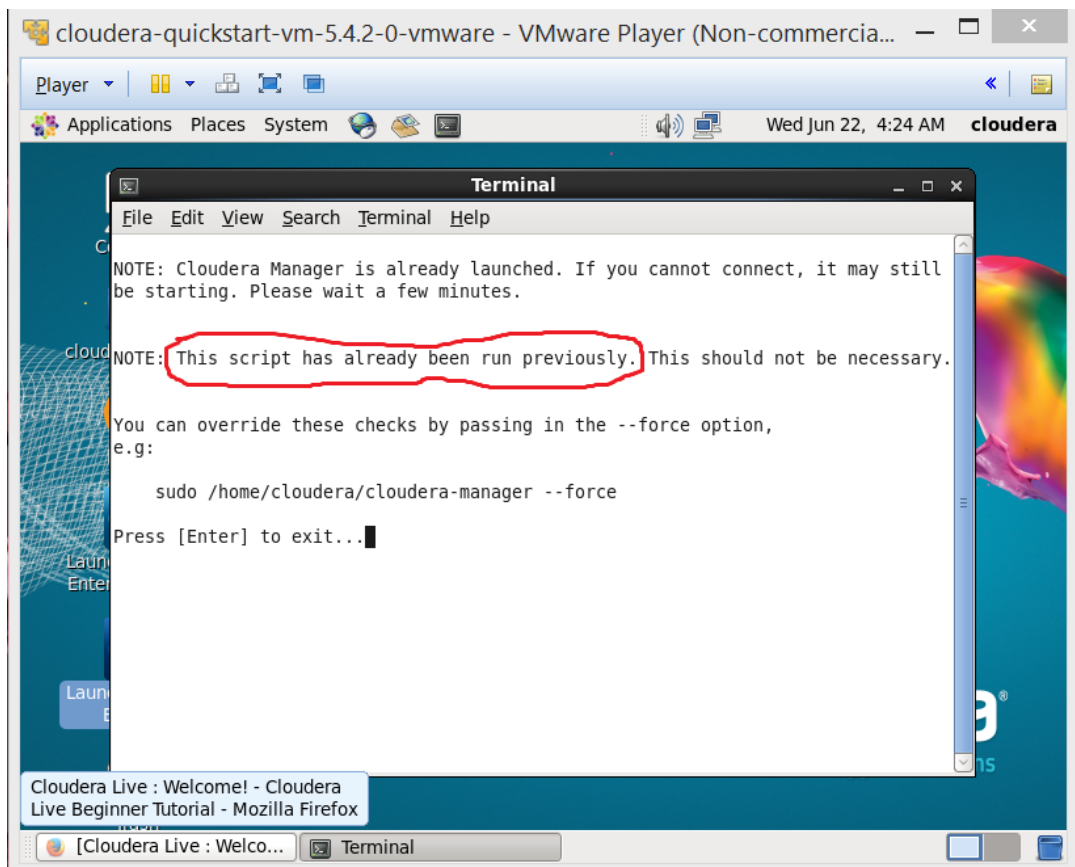 cloudera-quickstart-vm-5.4.2-0-vmware - VMware Player (Non-commercia...
Player
Applications Places System Wed Jun 22, 4:24 AM cloudera
Terminal
File Edit View Search Terminal Help
NOTE: Cloudera Manager is already launched. If you cannot connect, it may still
be starting. Please wait a few minutes.
NOTE: This script has already been run previously. This should not be necessary.
You can override these checks by passing in the --force option,
e.g:
sudo /home/cloudera/cloudera-manager --force
Press [Enter] to exit...
cloud
Laun
Enter
Laun
E
Cloudera Live : Welcome! - Cloudera
Live Beginner Tutorial - Mozilla Firefox
[Cloudera Live : Welco...
Terminal